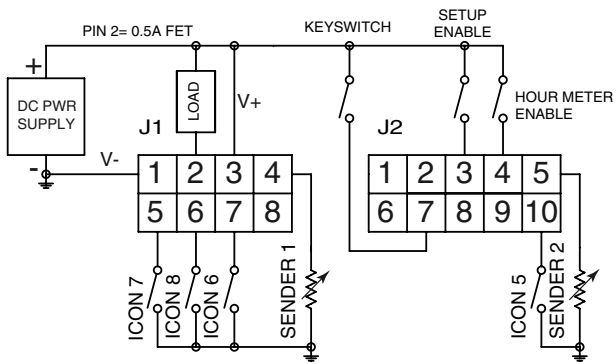 PIN 2= 0.5A FET
KEYSWITCH
SETUP
ENABLE
+
DC PWR
SUPPLY
-
LOAD
V+
HOUR METER
ENABLE
V-
J1
J2
1 2 3 4
5 6 7 8
1 2 3 4 5
6 7 8 9 10
ICON 7
ICON 8
ICON 6
SENDER 1
ICON 5
SENDER 2